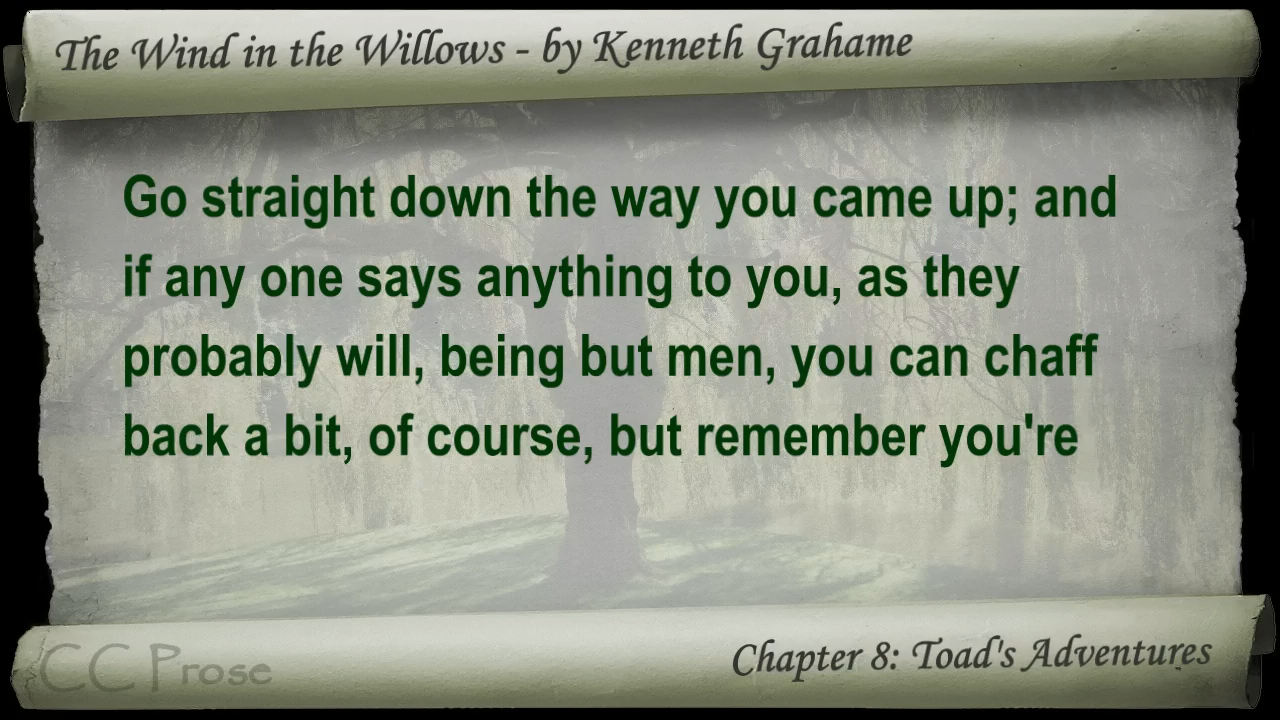 The Wind in the Willows - by Kenneth Grahame
Go straight down the way you came up; and
if any one says anything to you, as they
probably will, being but men, you can chaff
back a bit, of course, but remember you're
CC Prose
Chapter 8: Toad's Adventures